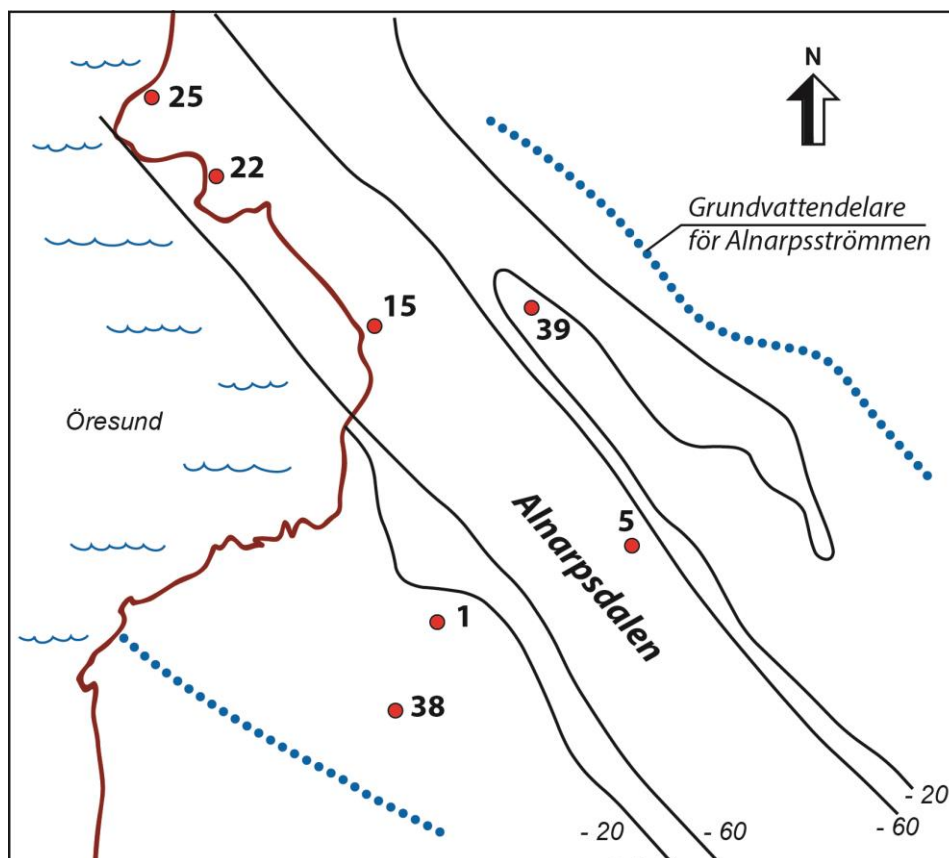 N
25
22
Grundvattendelare
för Alnarpsströmmen
15
39
Öresund
Alnarpsdalen
5
1
38
- 20
- 60
- 20
- 60